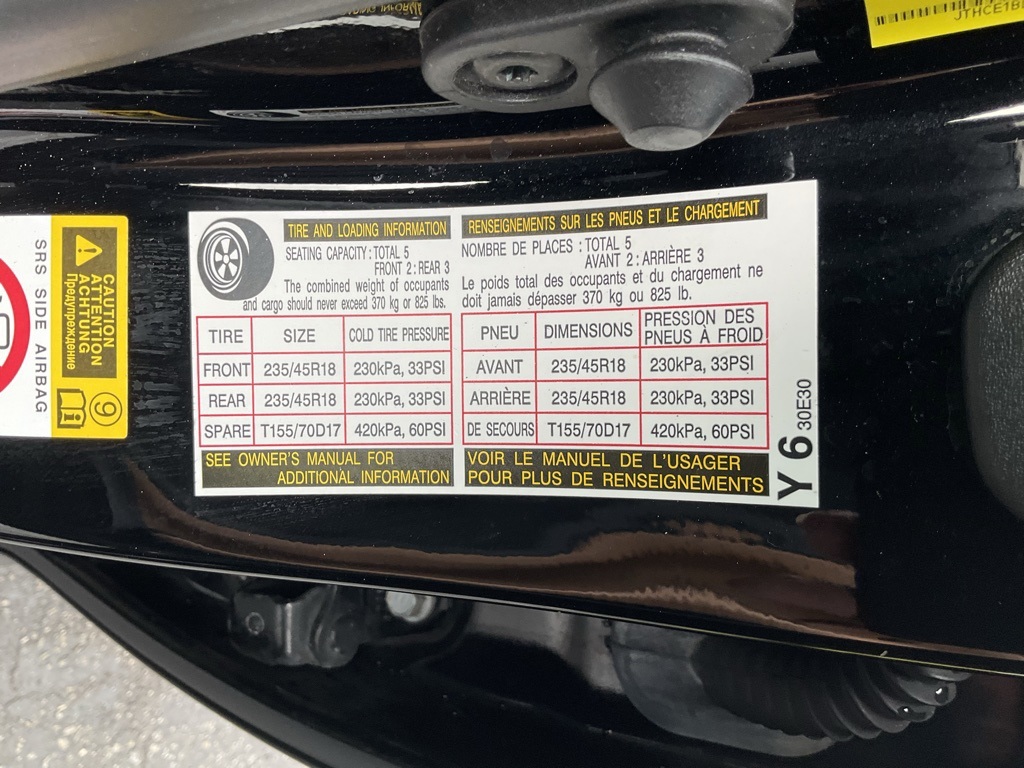 JTHCE1B
SRS SIDE AIRBAG
CAUTION
ATTENTION
ACHTUNG
Предупреждение
9
TIRE AND LOADING INFORMATION
SEATING CAPACITY : TOTAL 5
FRONT 2 : REAR 3
The combined weight of occupants
and cargo should never exceed 370 kg or 825 lbs.
TIRE SIZE COLD TIRE PRESSURE
FRONT 235/45R18 230kPa, 33PSI
REAR 235/45R18 230kPa, 33PSI
SPARE T155/70D17 420kPa, 60PSI
SEE OWNER'S MANUAL FOR
ADDITIONAL INFORMATION
RENSEIGNEMENTS SUR LES PNEUS ET LE CHARGEMENT
NOMBRE DE PLACES : TOTAL 5
AVANT 2 : ARRIÈRE 3
Le poids total des occupants et du chargement ne
doit jamais dépasser 370 kg ou 825 lb.
PNEU DIMENSIONS PRESSION DES
PNEUS À FROID
AVANT 235/45R18 230kPa, 33PSI
ARRIÈRE 235/45R18 230kPa, 33PSI
DE SECOURS T155/70D17 420kPa, 60PSI
VOIR LE MANUEL DE L'USAGER
POUR PLUS DE RENSEIGNEMENTS
Y 6 30E30